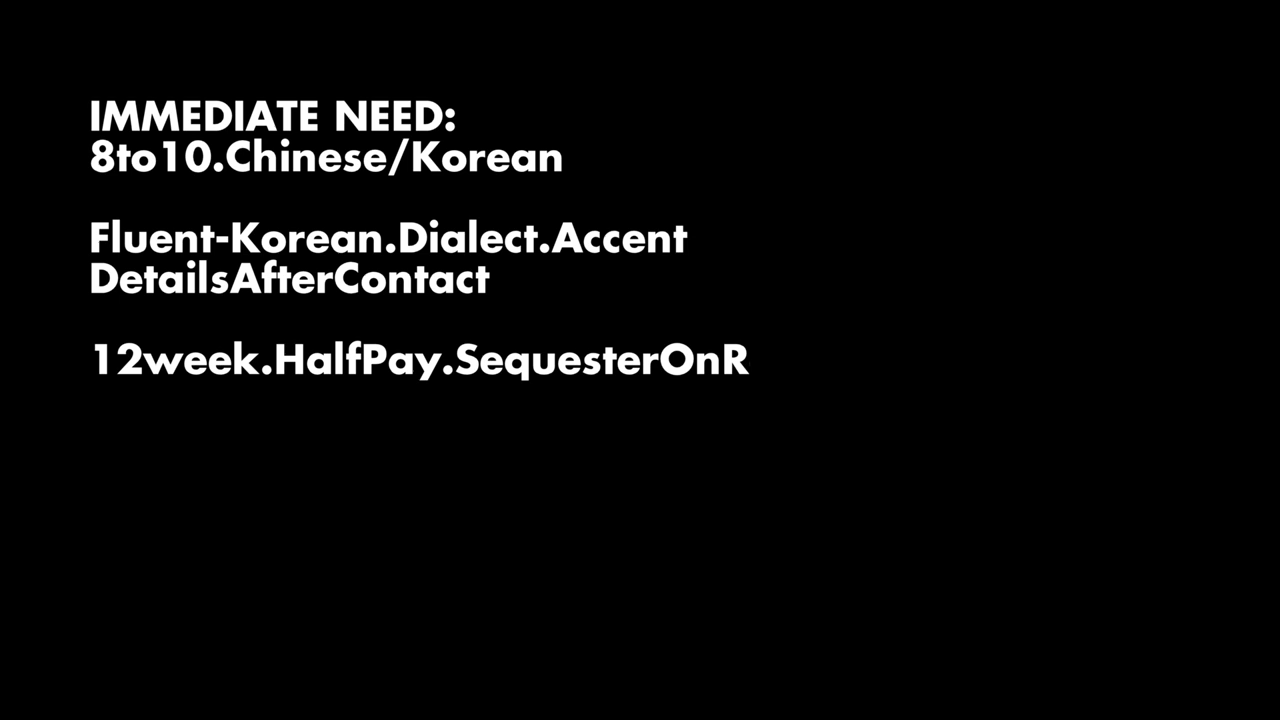 IMMEDIATE NEED:
8to10.Chinese/Korean
Fluent-Korean.Dialect.Accent
DetailsAfterContact
12week.HalfPay.SequesterOnR